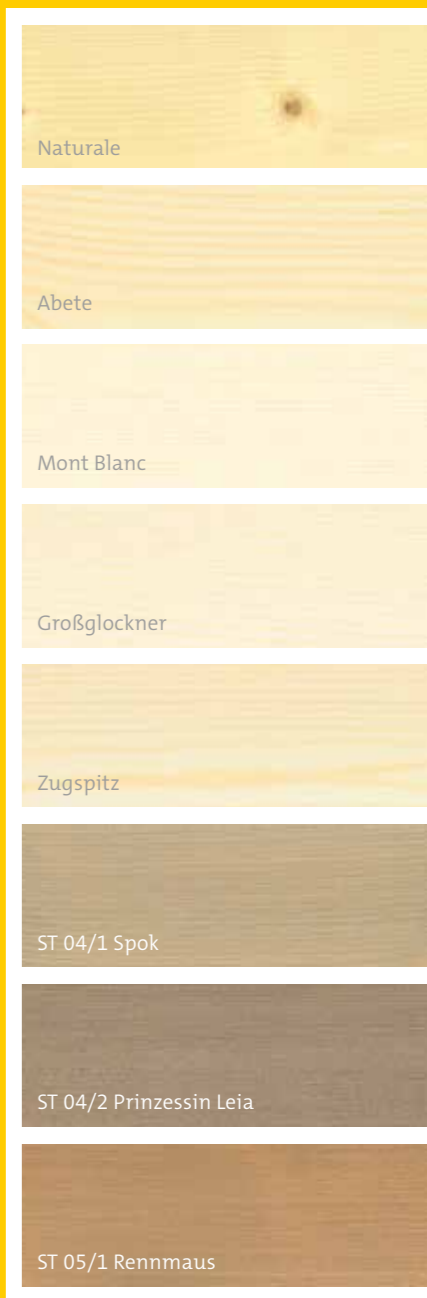 Naturale
Abete
Mont Blanc
Großglockner
Zugspitz
ST 04/1 Spok
ST 04/2 Prinzessin Leia
ST 05/1 Rennmaus